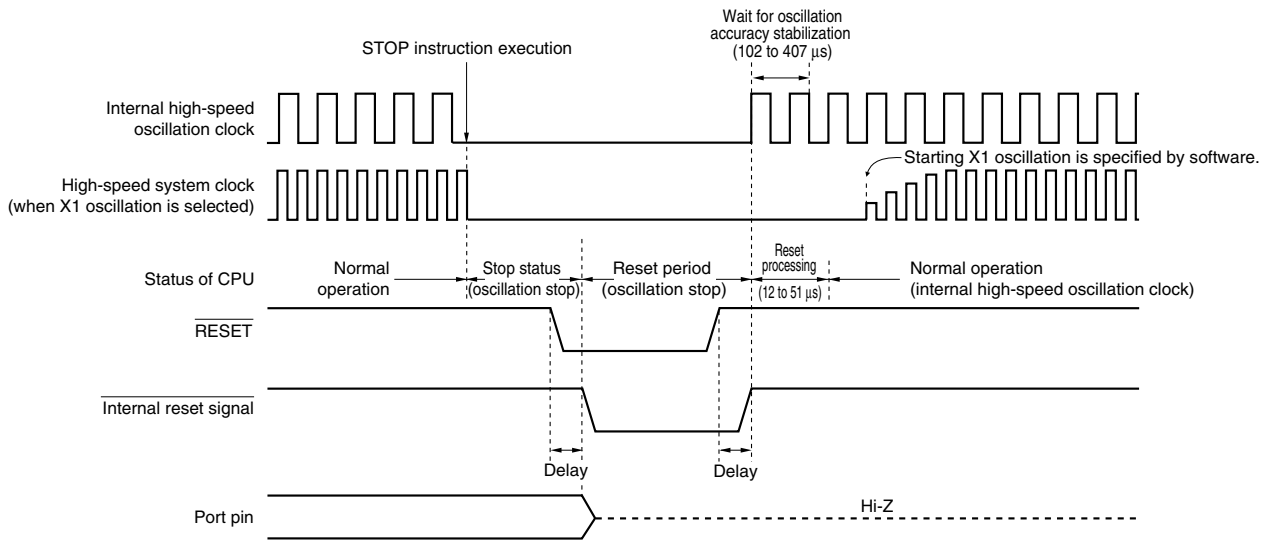 Wait for oscillation
accuracy stabilization
(102 to 407 μs)
STOP instruction execution
Internal high-speed
oscillation clock
Starting X1 oscillation is specified by software.
High-speed system clock
(when X1 oscillation is selected)
Status of CPU
Normal
operation
Stop status
(oscillation stop)
Reset period
(oscillation stop)
Reset
processing
(12 to 51 μs)
Normal operation
(internal high-speed oscillation clock)
RESET
Internal reset signal
Delay
Delay
Port pin
Hi-Z